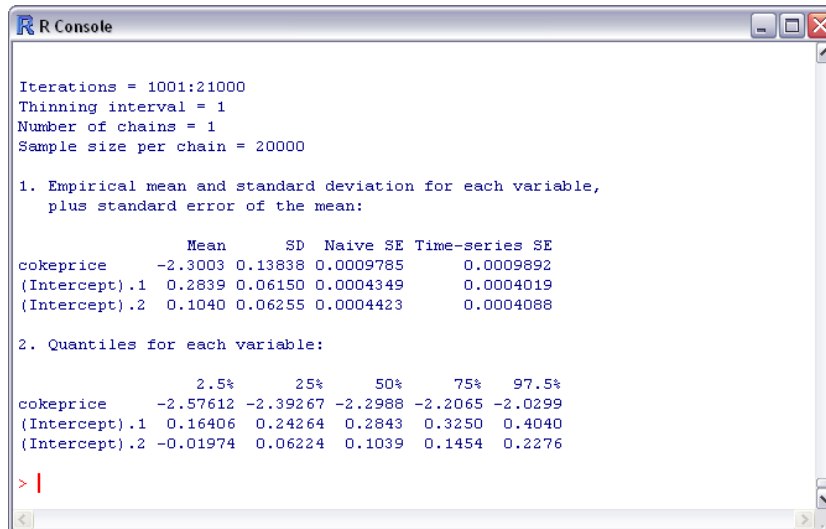 R R Console
Iterations = 1001:21000
Thinning interval = 1
Number of chains = 1
Sample size per chain = 20000
1. Empirical mean and standard deviation for each variable,
plus standard error of the mean:
Mean SD Naive SE Time-series SE
cokeprice -2.3003 0.13838 0.0009785 0.0009892
(Intercept).1 0.2839 0.06150 0.0004349 0.0004019
(Intercept).2 0.1040 0.06255 0.0004423 0.0004088
2. Quantiles for each variable:
2.5% 25% 50% 75% 97.5%
cokeprice -2.57612 -2.39267 -2.2988 -2.2065 -2.0299
(Intercept).1 0.16406 0.24264 0.2843 0.3250 0.4040
(Intercept).2 -0.01974 0.06224 0.1039 0.1454 0.2276
>